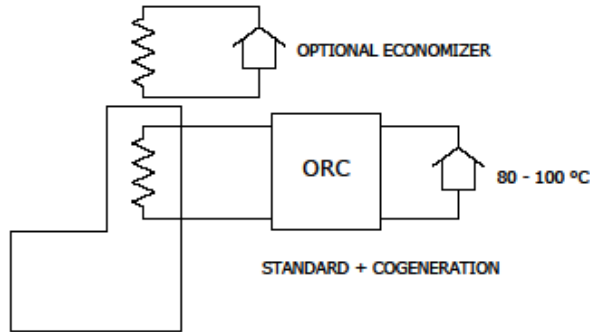 OPTIONAL ECONOMIZER
ORC
80 - 100 ºC
STANDARD + COGENERATION